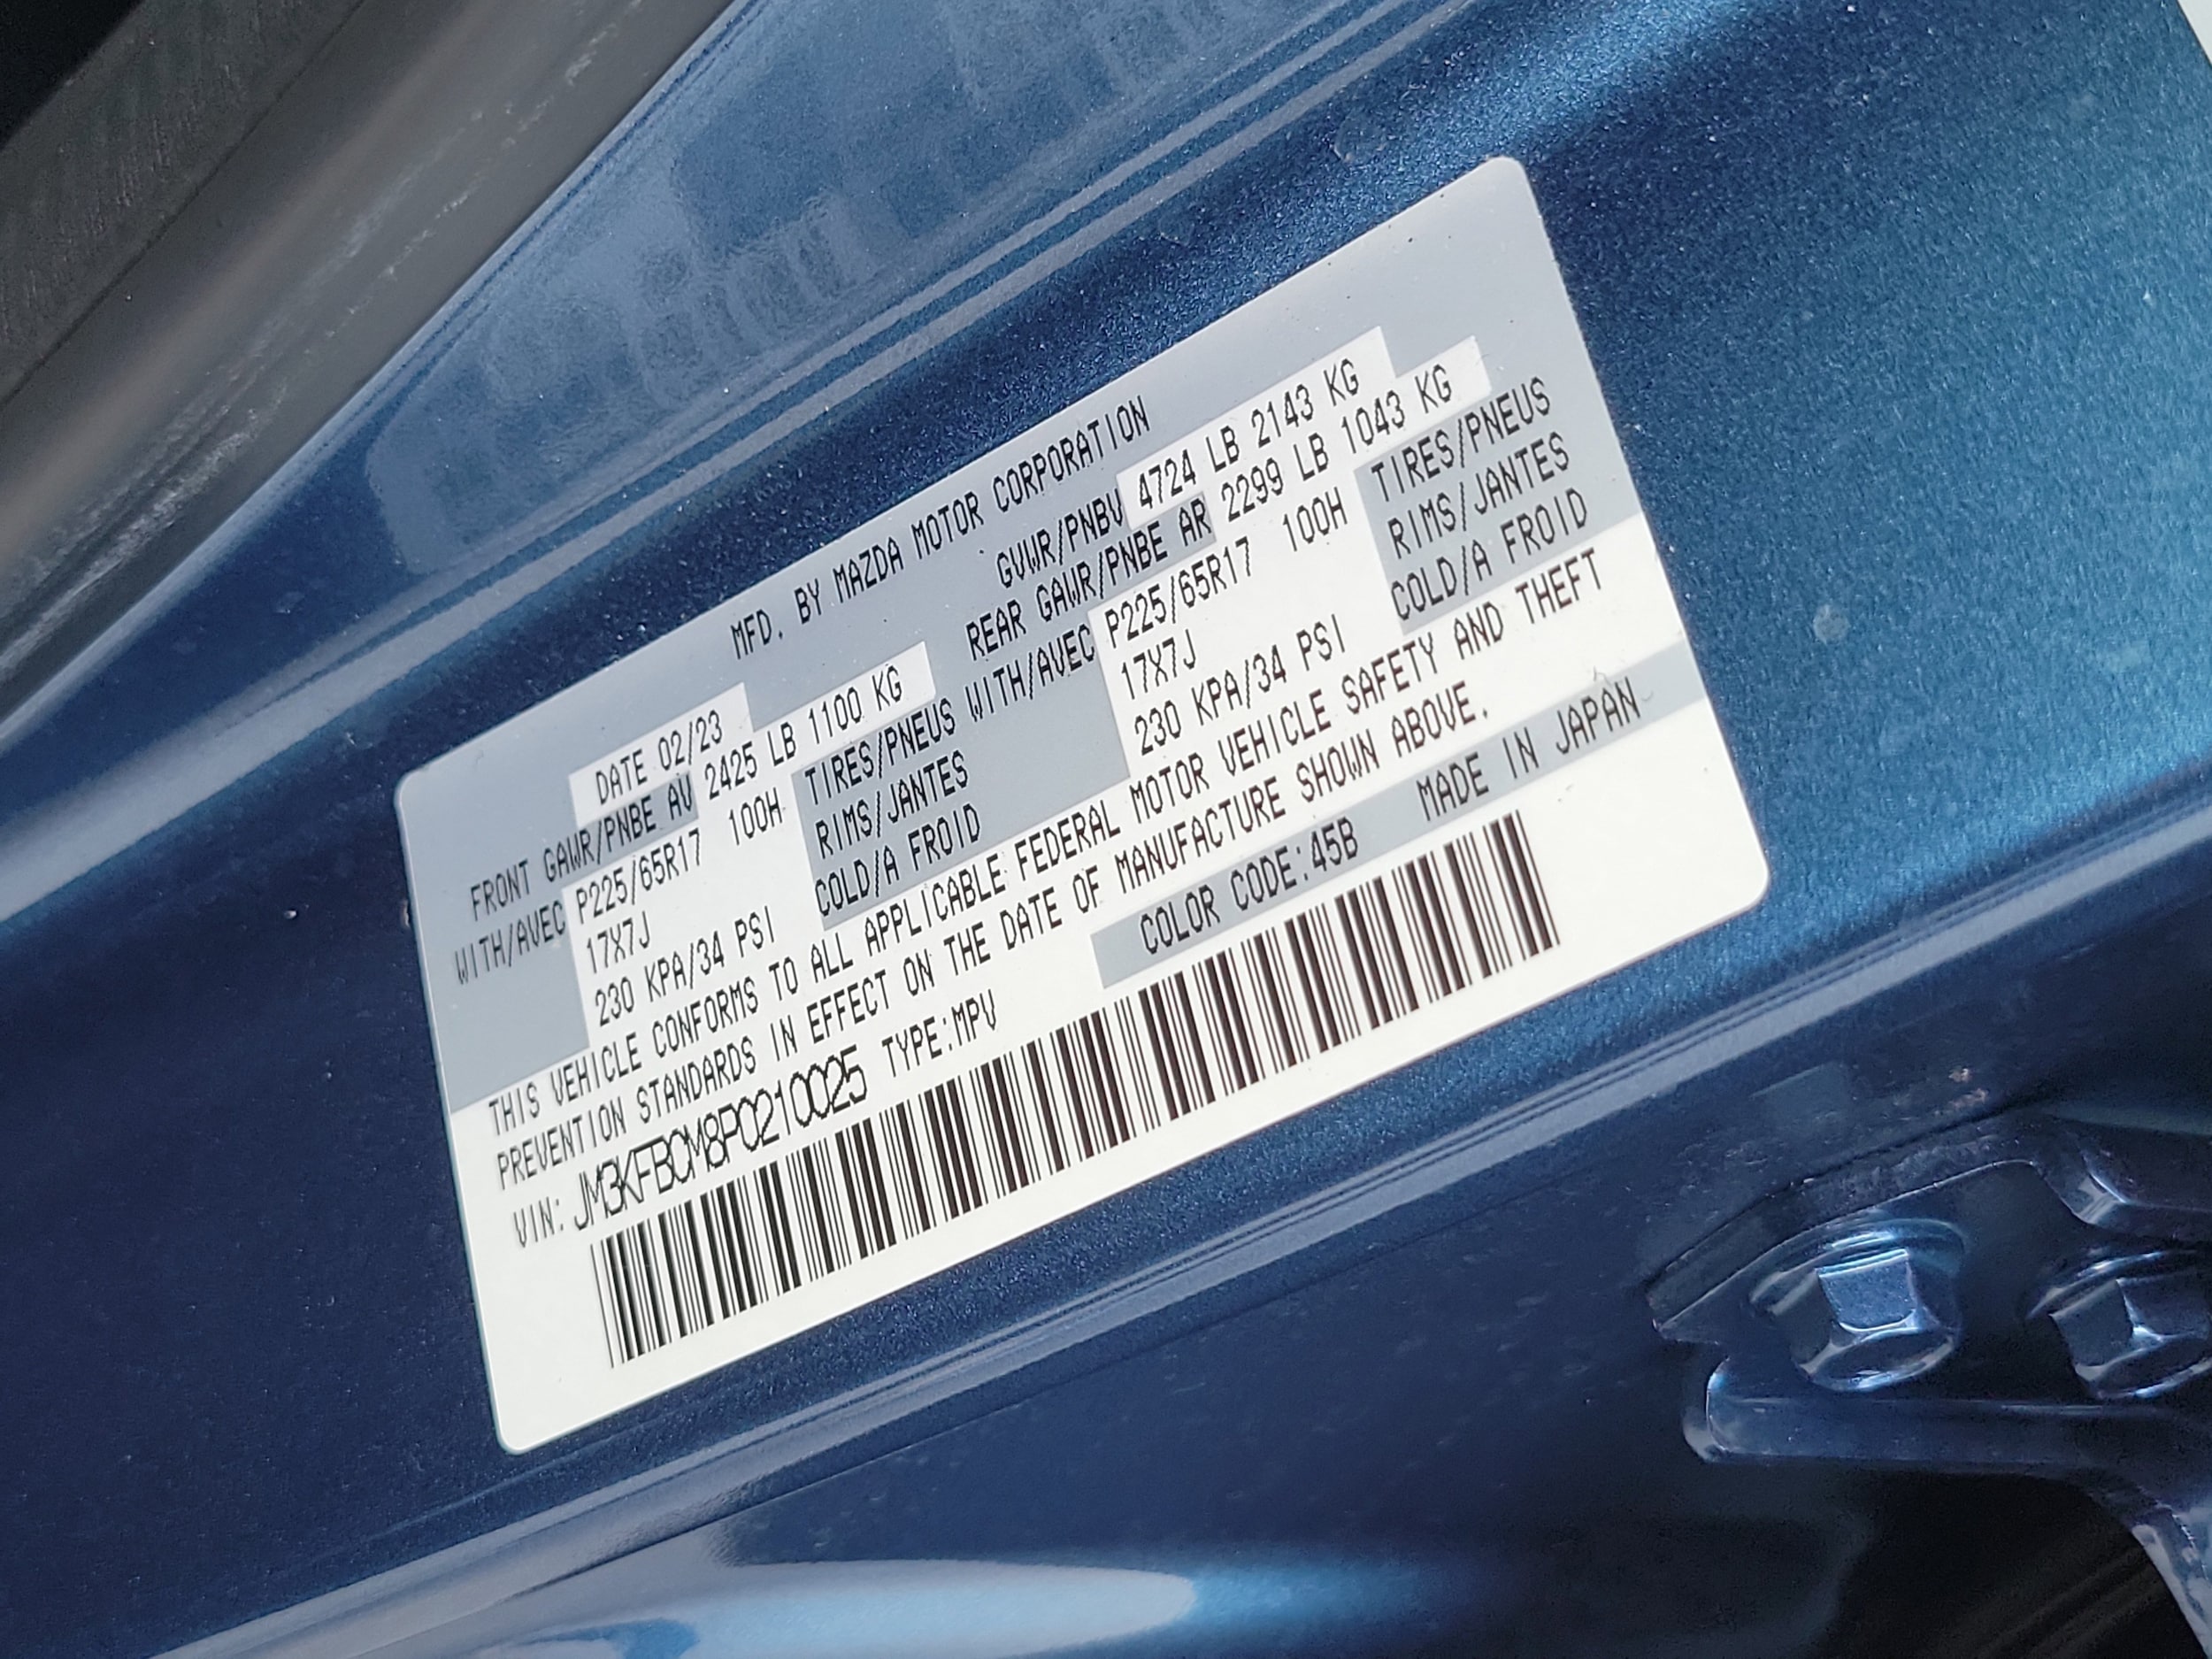 MFD. BY MAZDA MOTOR CORPORATION
DATE 02/23 GVWR/PNBV 4724 LB 2143 KG
FRONT GAWR/PNBE AV 2425 LB 1100 KG REAR GAWR/PNBE AR 2299 LB 1043 KG
WITH/AVEC P225/65R17 100H TIRES/PNEUS WITH/AVEC P225/65R17 100H TIRES/PNEUS
17X7J RIMS/JANTES 17X7J RIMS/JANTES
230 KPA/34 PSI COLD/A FROID 230 KPA/34 PSI COLD/A FROID
THIS VEHICLE CONFORMS TO ALL APPLICABLE FEDERAL MOTOR VEHICLE SAFETY AND THEFT
PREVENTION STANDARDS IN EFFECT ON THE DATE OF MANUFACTURE SHOWN ABOVE.
VIN: JM3KFBCM8P0210025 TYPE:MPV COLOR CODE:45B MADE IN JAPAN